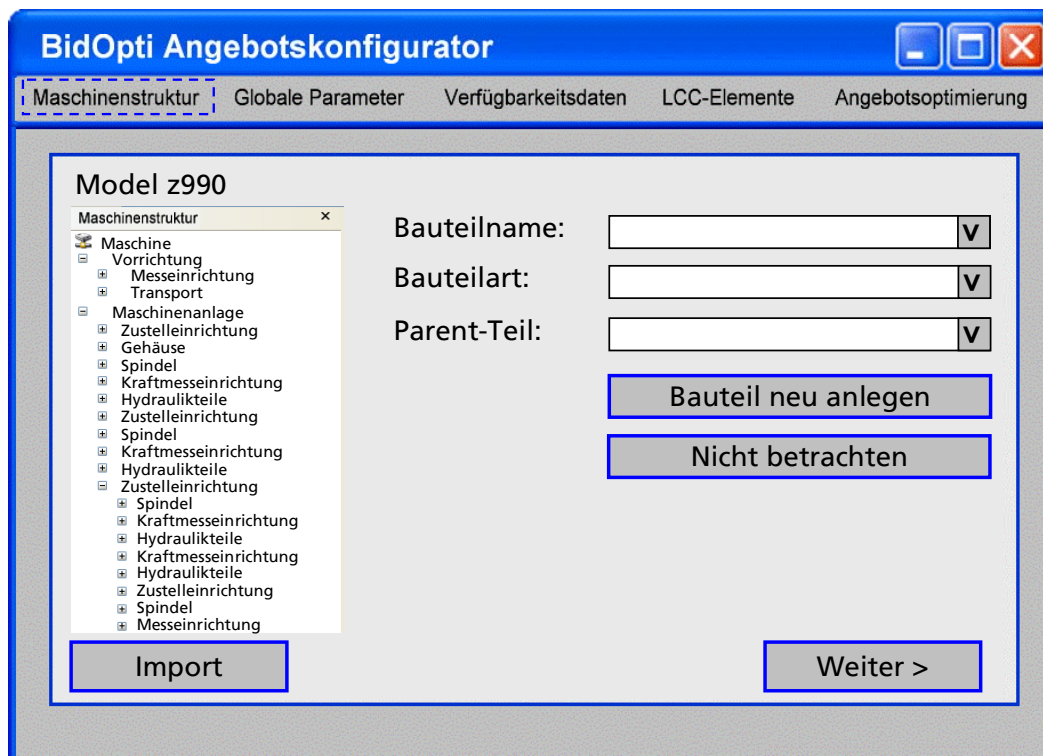 BidOpti Angebotskonfigurator
Maschinenstruktur Globale Parameter Verfügbarkeitsdaten LCC-Elemente Angebotsoptimierung
Model z990
Maschinenstruktur ×
Maschine
Vorrichtung
Messeinrichtung
Transport
Maschinenanlage
Zustelleinrichtung
Gehäuse
Spindel
Kraftmesseinrichtung
Hydraulikteile
Zustelleinrichtung
Spindel
Kraftmesseinrichtung
Hydraulikteile
Zustelleinrichtung
Spindel
Kraftmesseinrichtung
Hydraulikteile
Kraftmesseinrichtung
Hydraulikteile
Zustelleinrichtung
Spindel
Messeinrichtung
Bauteilname: V
Bauteilart: V
Parent-Teil: V
Bauteil neu anlegen
Nicht betrachten
Import
Weiter >